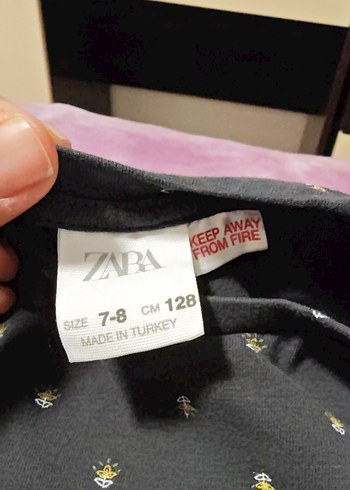 ZARA
KEEP AWAY
FROM FIRE
SIZE 7-8 CM 128
MADE IN TURKEY